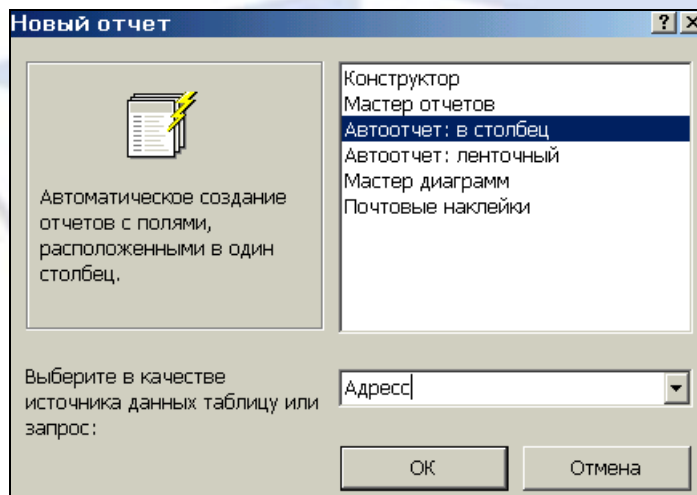 Новый отчет
Автоматическое создание
отчетов с полями,
расположенными в один
столбец.
Конструктор
Мастер отчетов
Автоотчет: в столбец
Автоотчет: ленточный
Мастер диаграмм
Почтовые наклейки
Выберите в качестве
источника данных таблицу или
запрос:
Адресс
ОК
Отмена